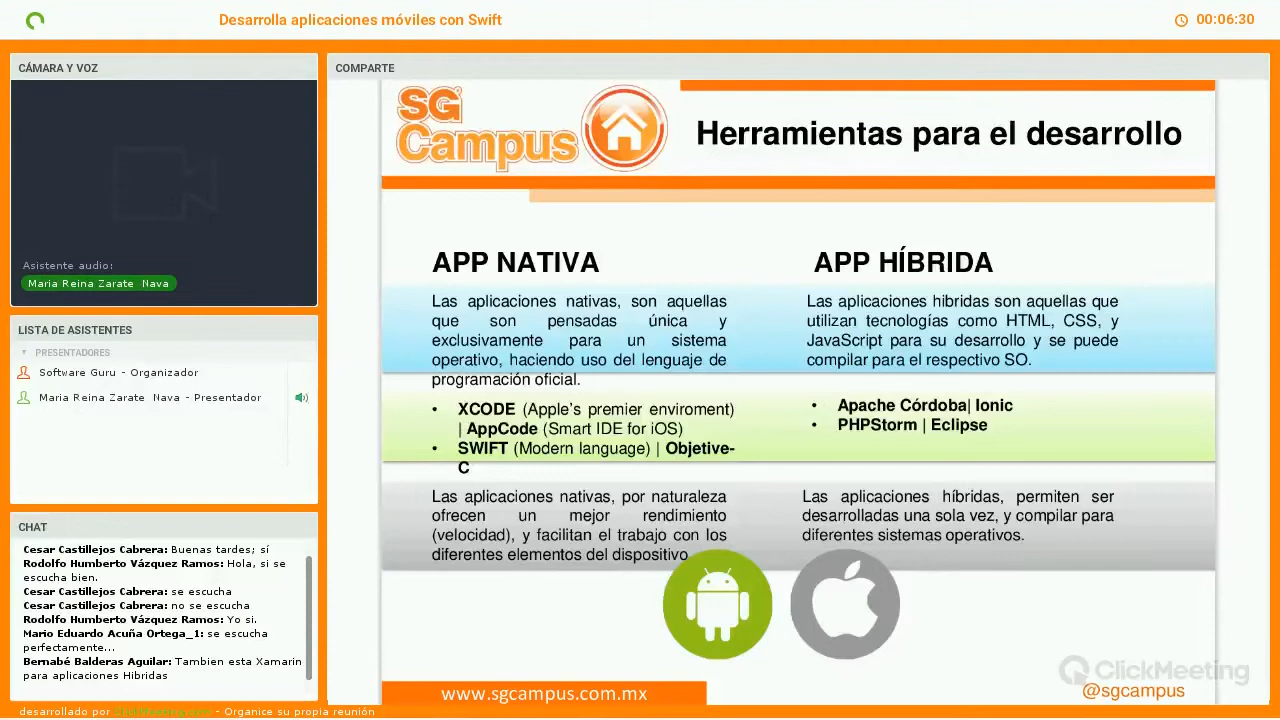 Desarrolla aplicaciones móviles con Swift
00:06:30
CÁMARA Y VOZ
Asistente audio:
Maria Reina Zarate Nava
LISTA DE ASISTENTES
PRESENTADORES
Software Guru - Organizador
Maria Reina Zarate Nava - Presentador
CHAT
Cesar Castillejos Cabrera: Buenas tardes; sí
Rodolfo Humberto Vázquez Ramos: Hola, si se
escucha bien.
Cesar Castillejos Cabrera: se escucha
Cesar Castillejos Cabrera: no se escucha
Rodolfo Humberto Vázquez Ramos: Yo si.
Mario Eduardo Acuña Ortega_1: se escucha
perfectamente...
Bernabé Balderas Aguilar: Tambien esta Xamarin
para aplicaciones Hibridas
desarrollado por ClickMeeting.com - Organice su propia reunión
COMPARTE
SG
Campus
Herramientas para el desarrollo
APP NATIVA
Las aplicaciones nativas, son aquellas
que son pensadas única y
exclusivamente para un sistema
operativo, haciendo uso del lenguaje de
programación oficial.
• XCODE (Apple's premier enviroment)
| AppCode (Smart IDE for iOS)
• SWIFT (Modern language) | Objetive-
C
Las aplicaciones nativas, por naturaleza
ofrecen un mejor rendimiento
(velocidad), y facilitan el trabajo con los
diferentes elementos del dispositivo.
APP HÍBRIDA
Las aplicaciones hibridas son aquellas que
utilizan tecnologías como HTML, CSS, y
JavaScript para su desarrollo y se puede
compilar para el respectivo SO.
• Apache Córdoba| Ionic
• PHPStorm | Eclipse
Las aplicaciones híbridas, permiten ser
desarrolladas una sola vez, y compilar para
diferentes sistemas operativos.
www.sgcampus.com.mx
ClickMeeting
@sgcampus